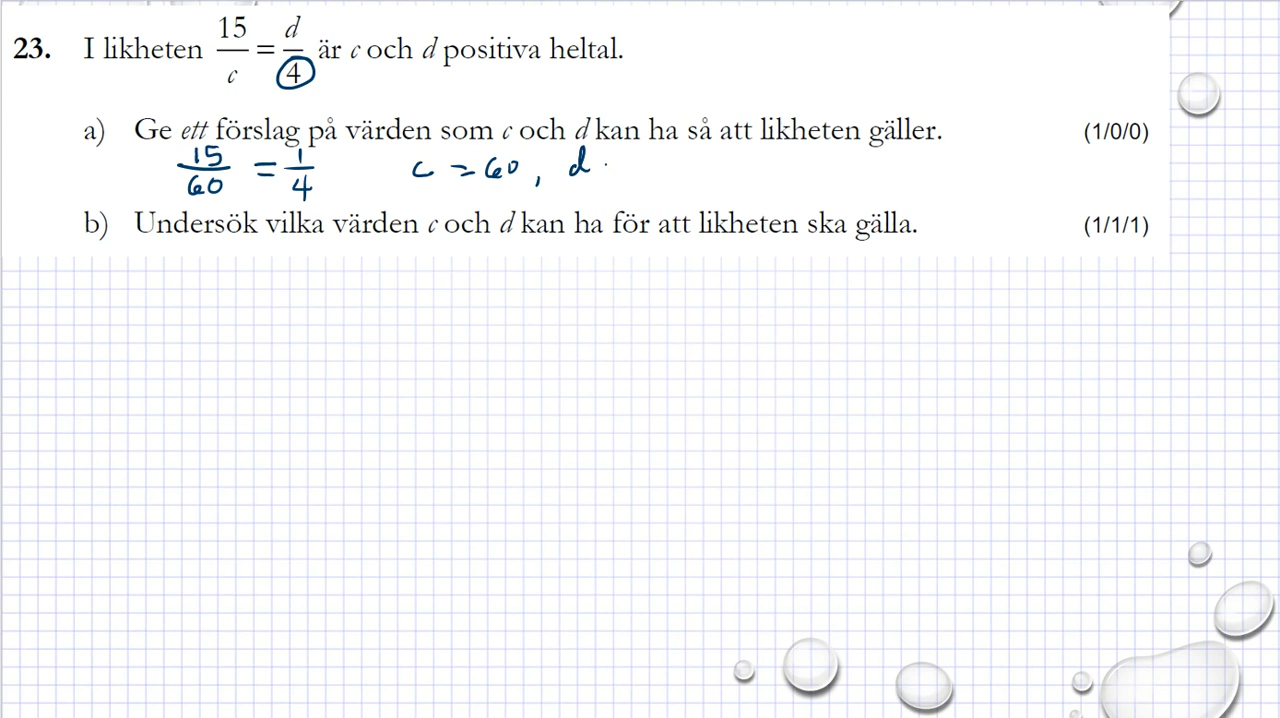 23. I likheten 15/c = d/4 är c och d positiva heltal.
a) Ge ett förslag på värden som c och d kan ha så att likheten gäller. (1/0/0)
15/60 = 1/4 c = 60, d
b) Undersök vilka värden c och d kan ha för att likheten ska gälla. (1/1/1)